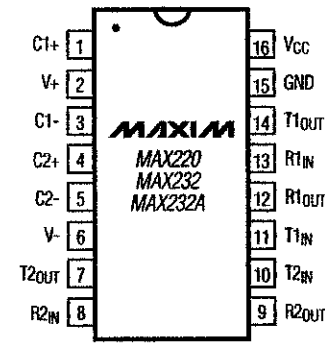 C1+ 1
V+ 2
C1- 3
C2+ 4
C2- 5
V- 6
T2OUT 7
R2IN 8
MAXIM
MAX220
MAX232
MAX232A
16 VCC
15 GND
14 T1OUT
13 R1IN
12 R1OUT
11 T1IN
10 T2IN
9 R2OUT